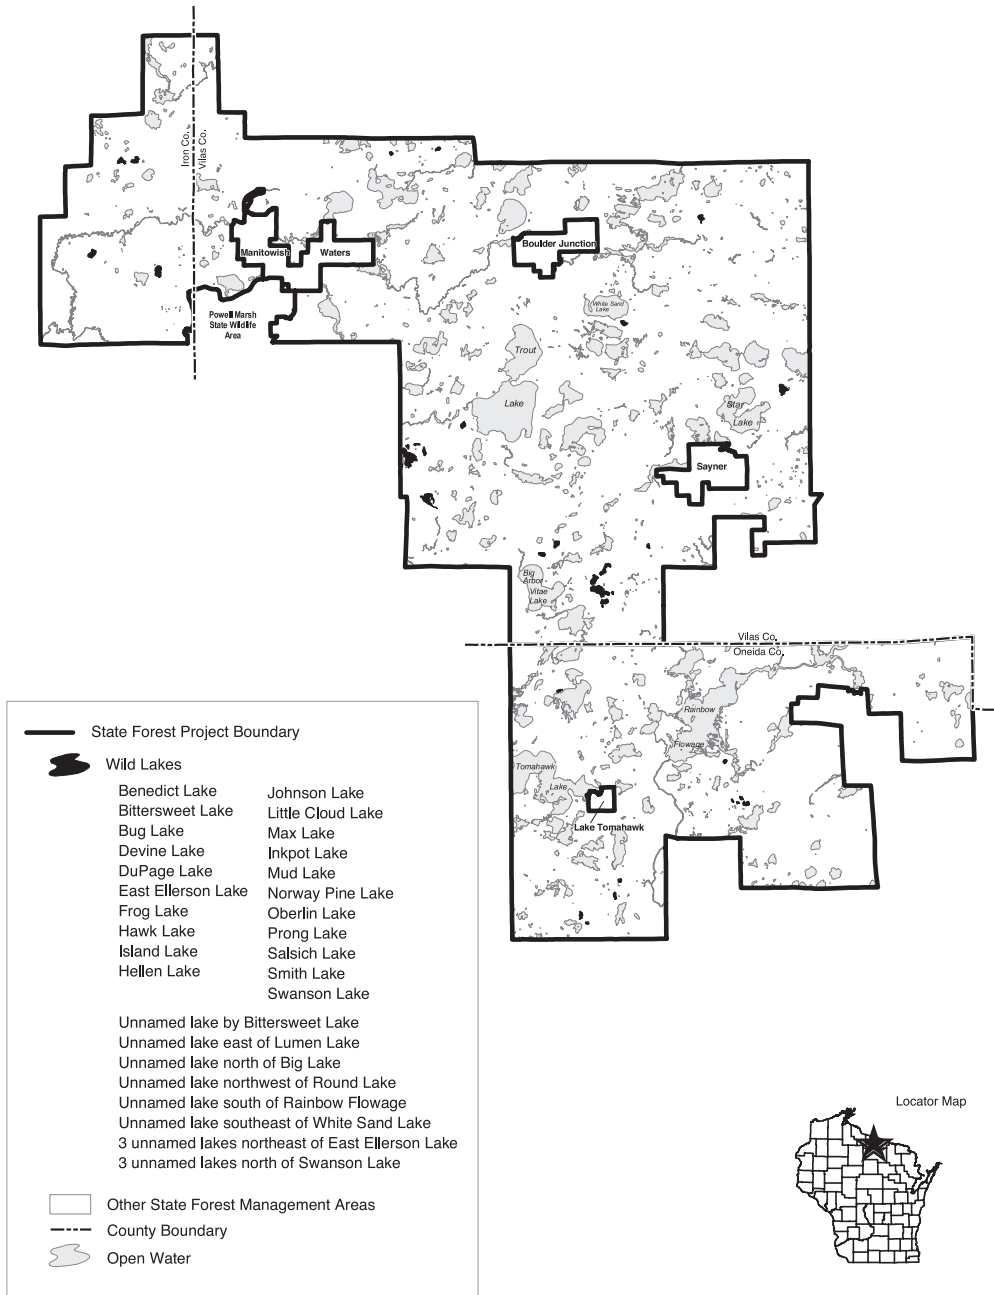 Iron Co.
Vilas Co.
Manitowish
Waters
Boulder Junction
Powell Marsh
State Wildlife
Area
White Sand
Lake
Trout
Lake
Star
Lake
Sayner
Big
Arbor
Vitae
Lake
Vilas Co.
Oneida Co.
Rainbow
Flowage
Tomahawk
Lake
Lake Tomahawk
State Forest Project Boundary
Wild Lakes
Benedict Lake
Bittersweet Lake
Bug Lake
Devine Lake
DuPage Lake
East Ellerson Lake
Frog Lake
Hawk Lake
Island Lake
Hellen Lake
Johnson Lake
Little Cloud Lake
Max Lake
Inkpot Lake
Mud Lake
Norway Pine Lake
Oberlin Lake
Prong Lake
Salsich Lake
Smith Lake
Swanson Lake
Unnamed lake by Bittersweet Lake
Unnamed lake east of Lumen Lake
Unnamed lake north of Big Lake
Unnamed lake northwest of Round Lake
Unnamed lake south of Rainbow Flowage
Unnamed lake southeast of White Sand Lake
3 unnamed lakes northeast of East Ellerson Lake
3 unnamed lakes north of Swanson Lake
Other State Forest Management Areas
County Boundary
Open Water
Locator Map